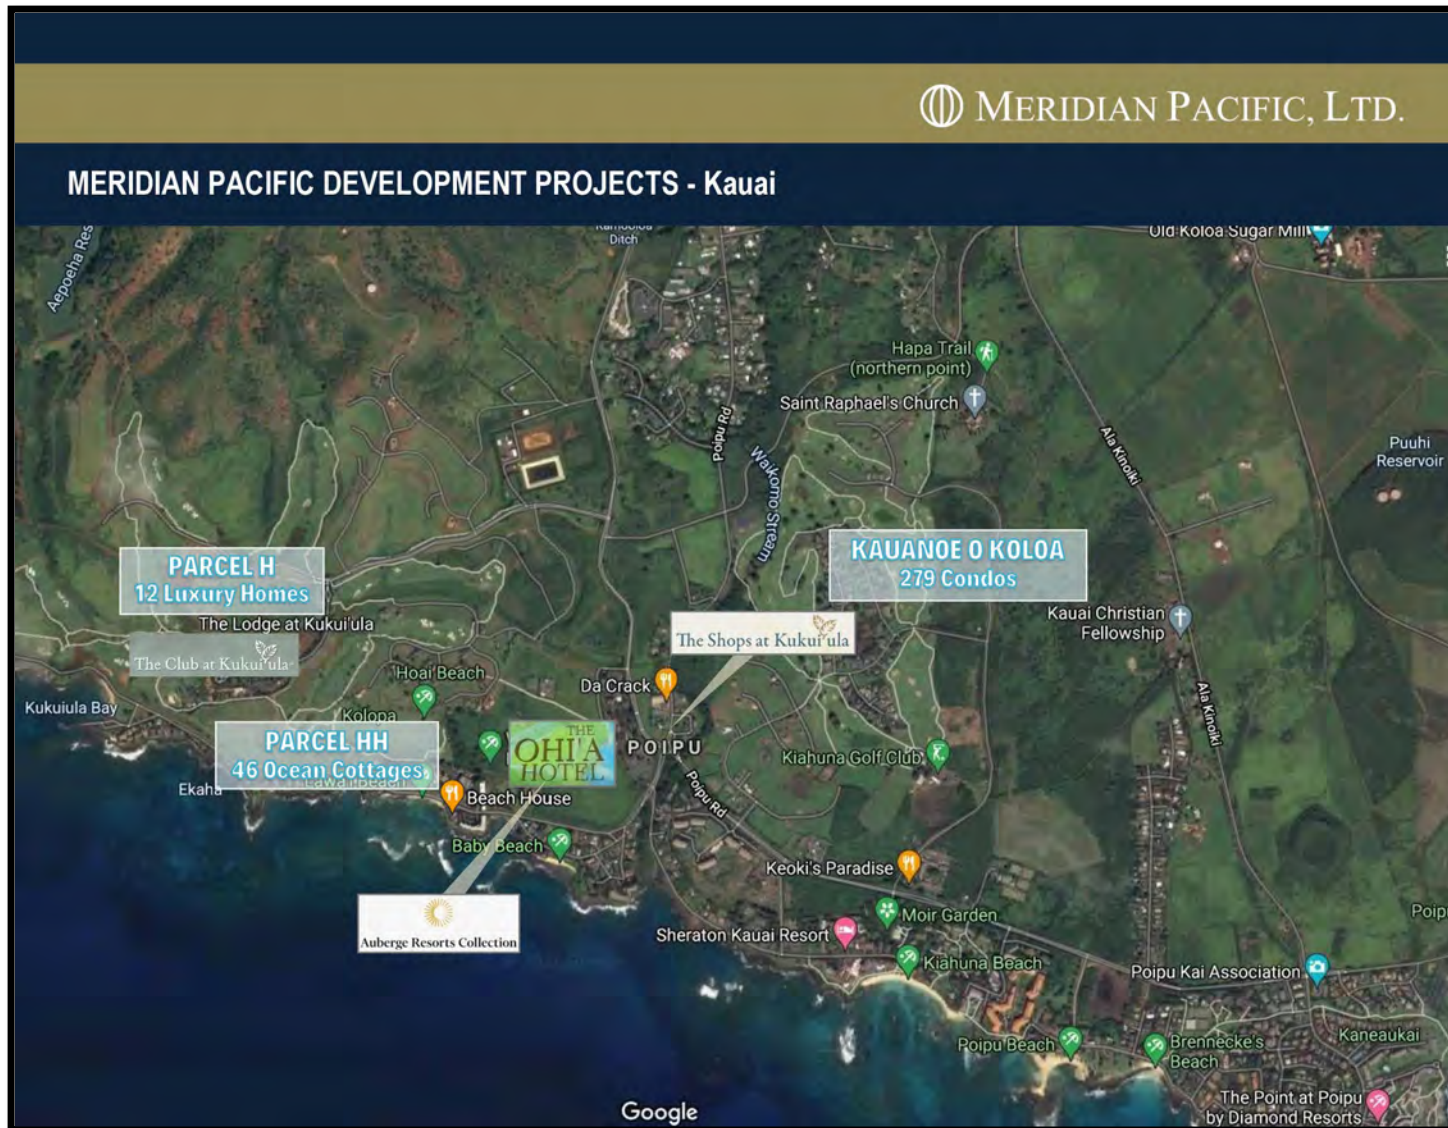 MERIDIAN PACIFIC, LTD.
MERIDIAN PACIFIC DEVELOPMENT PROJECTS - Kauai
Ditch
Old Koloa Sugar Mill
Aepoeha Res
Hapa Trail
(northern point)
Saint Raphael's Church
Poipu Rd
Waikomo Stream
Ala Kinoiki
Puuhi
Reservoir
PARCEL H
12 Luxury Homes
KAUANOE O KOLOA
279 Condos
The Lodge at Kukui'ula
The Shops at Kukui'ula
Kauai Christian
Fellowship
The Club at Kukui'ula
Hoai Beach
Da Crack
Kukuiula Bay
Kolopa
Ala Kinoiki
PARCEL HH
46 Ocean Cottages
THE
OHI'A
HOTEL
POIPU
Kiahuna Golf Club
Ekaha
Lawai Beach
Beach House
Poipu Rd
Baby Beach
Keoki's Paradise
Auberge Resorts Collection
Moir Garden
Poip
Sheraton Kauai Resort
Kiahuna Beach
Poipu Kai Association
Poipu Beach
Brennecke's
Beach
Kaneaukai
The Point at Poipu
by Diamond Resorts
Google